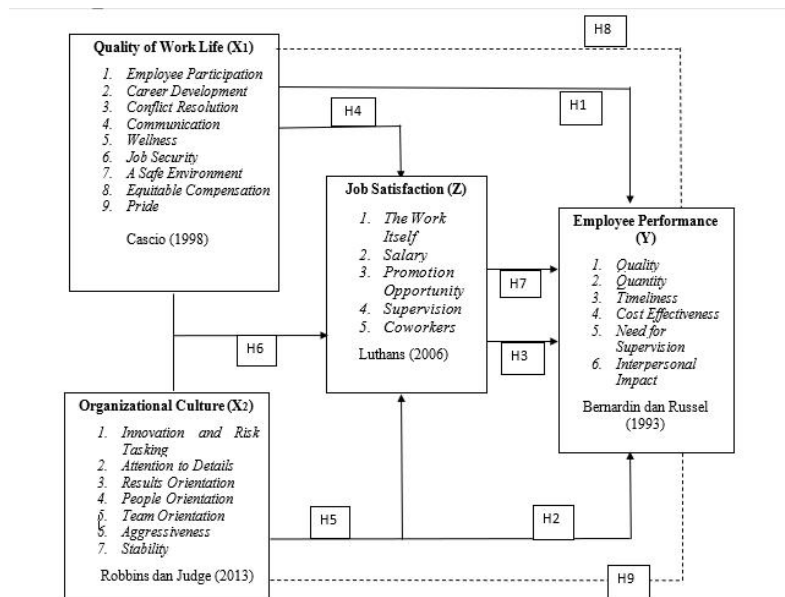 Quality of Work Life (X1)
1. Employee Participation
2. Career Development
3. Conflict Resolution
4. Communication
5. Wellness
6. Job Security
7. A Safe Environment
8. Equitable Compensation
9. Pride
Cascio (1998)
H8
H1
H4
Job Satisfaction (Z)
1. The Work
Itself
2. Salary
3. Promotion
Opportunity
4. Supervision
5. Coworkers
Luthans (2006)
Employee Performance
(Y)
1. Quality
2. Quantity
3. Timeliness
4. Cost Effectiveness
5. Need for
Supervision
6. Interpersonal
Impact
Bernardin dan Russel
(1993)
H7
H6
H3
Organizational Culture (X2)
1. Innovation and Risk
Tasking
2. Attention to Details
3. Results Orientation
4. People Orientation
5. Team Orientation
6. Aggressiveness
7. Stability
Robbins dan Judge (2013)
H5
H2
H9